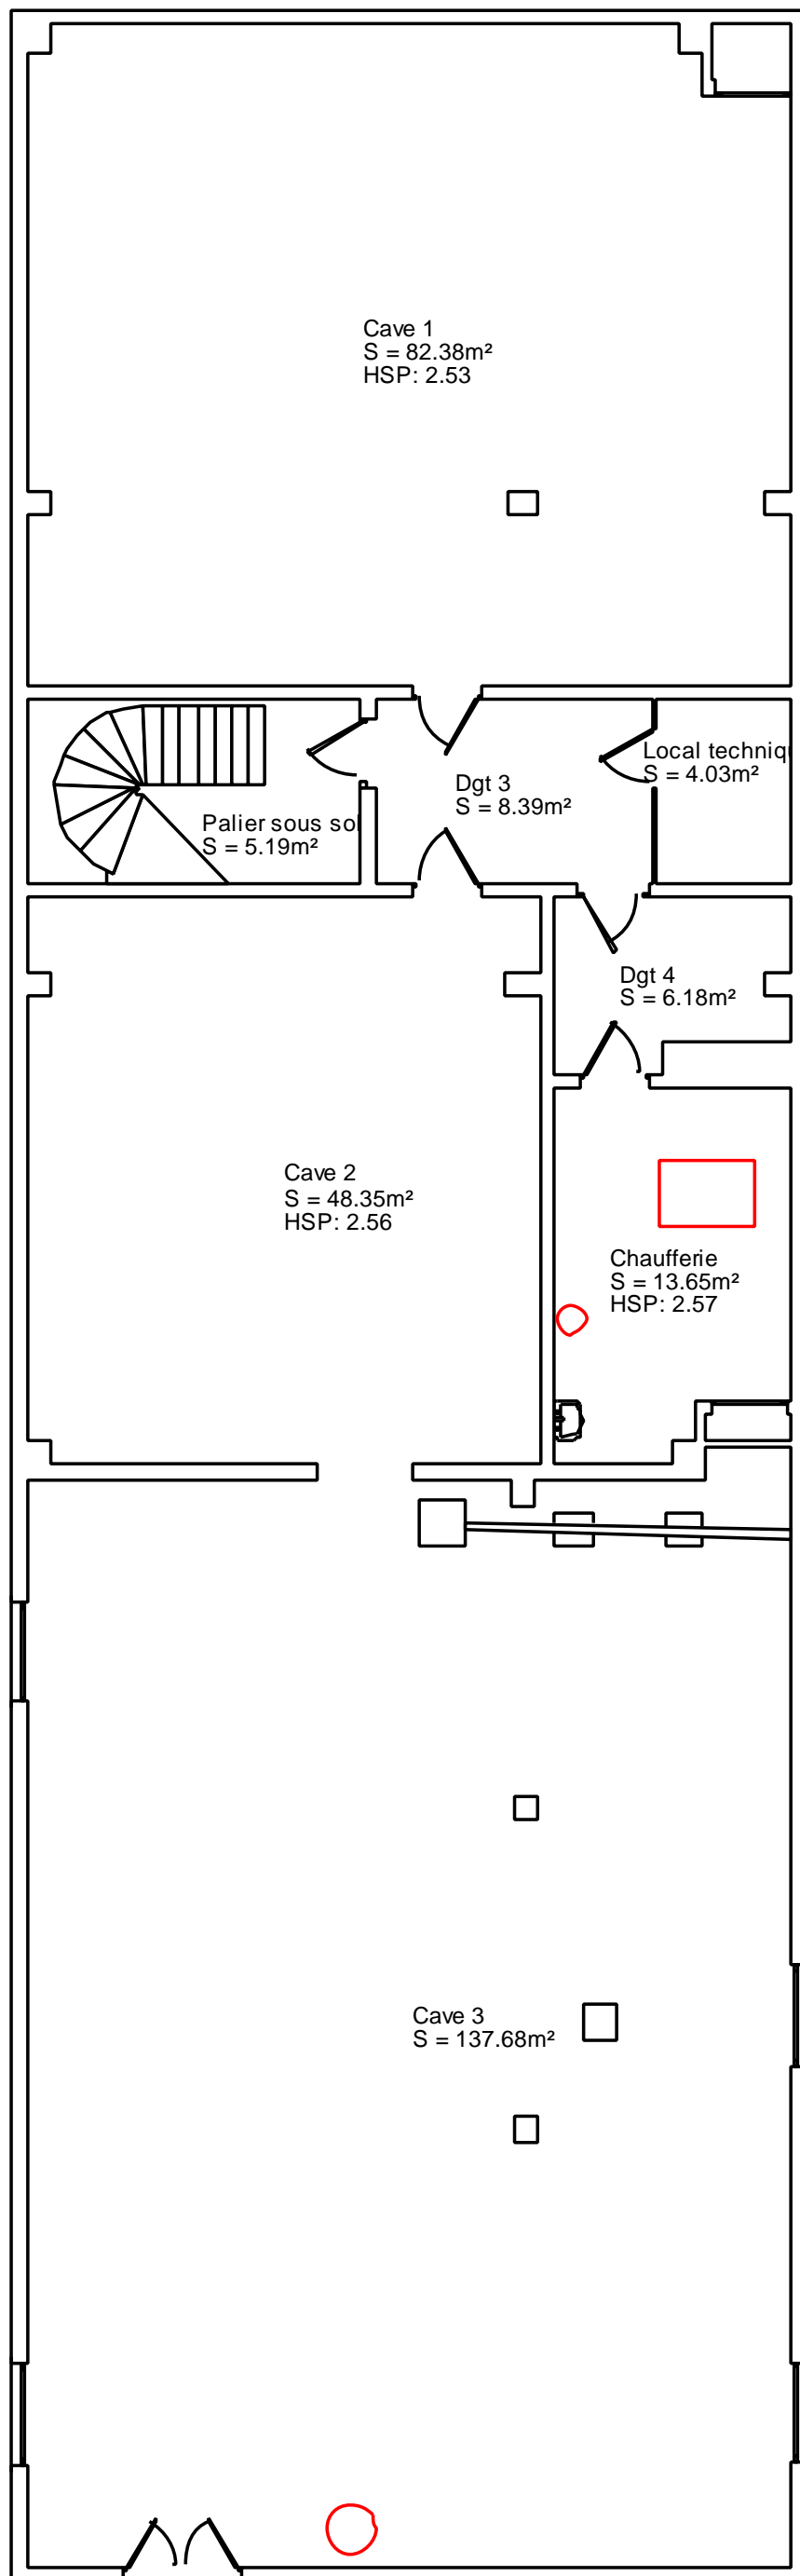 Cave 1
S = 82.38m²
HSP: 2.53
Local techniqu
S = 4.03m²
Dgt 3
S = 8.39m²
Palier sous sol
S = 5.19m²
Dgt 4
S = 6.18m²
Cave 2
S = 48.35m²
HSP: 2.56
Chaufferie
S = 13.65m²
HSP: 2.57
Cave 3
S = 137.68m²